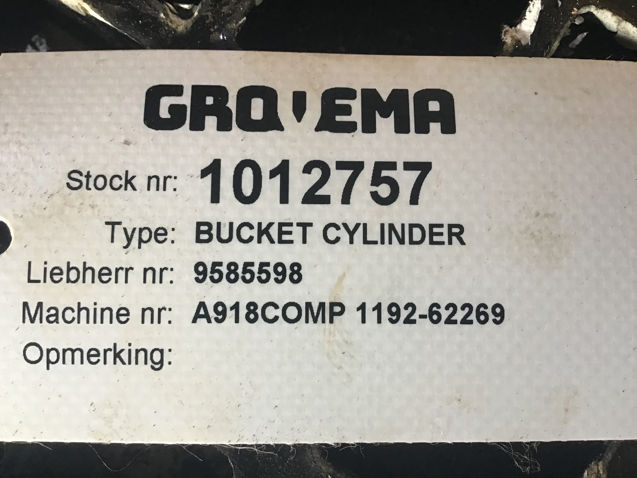 GROVEMA
Stock nr: 1012757
Type: BUCKET CYLINDER
Liebherr nr: 9585598
Machine nr: A918COMP 1192-62269
Opmerking: